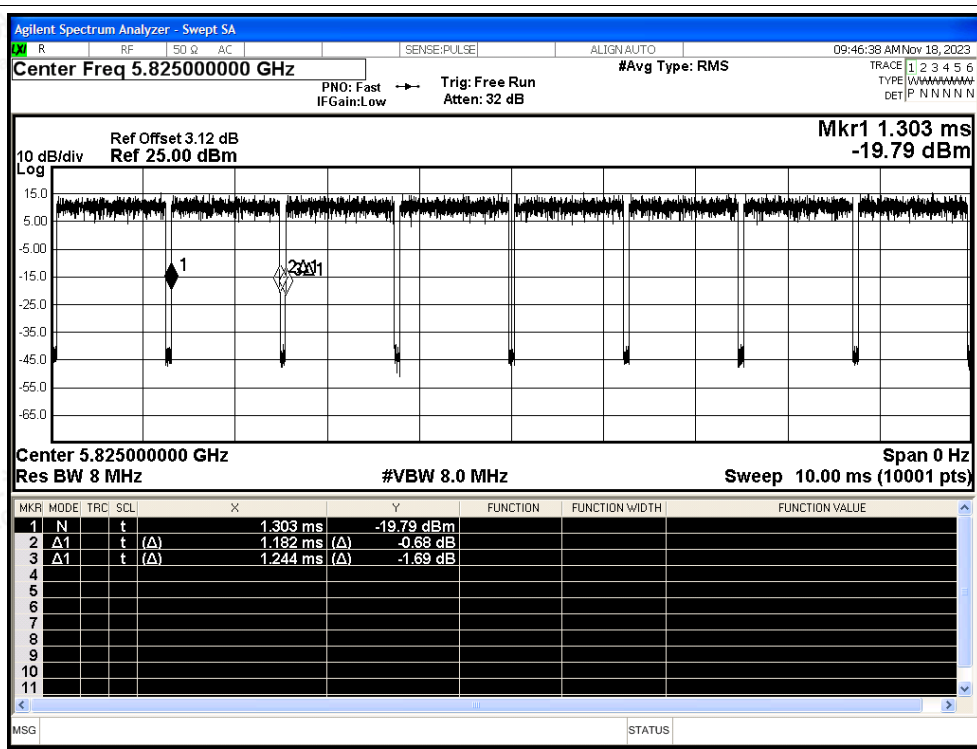 Agilent Spectrum Analyzer - Swept SA
LXI R RF 50 Ω AC SENSE:PULSE ALIGN AUTO 09:46:38 AM Nov 18, 2023
Center Freq 5.825000000 GHz #Avg Type: RMS TRACE 1 2 3 4 5 6
PNO: Fast Trig: Free Run TYPE WWWWWW
IFGain:Low Atten: 32 dB DET P N N N N N
Mkr1 1.303 ms
Ref Offset 3.12 dB
10 dB/div Ref 25.00 dBm -19.79 dBm
Log
15.0
5.00
-5.00
1 2Δ1 3Δ1
-15.0
-25.0
-35.0
-45.0
-55.0
-65.0
Center 5.825000000 GHz Span 0 Hz
Res BW 8 MHz #VBW 8.0 MHz Sweep 10.00 ms (10001 pts)
MKR MODE TRC SCL X Y FUNCTION FUNCTION WIDTH FUNCTION VALUE
1 N t 1.303 ms -19.79 dBm
2 Δ1 t (Δ) 1.182 ms (Δ) -0.68 dB
3 Δ1 t (Δ) 1.244 ms (Δ) -1.69 dB
4
5
6
7
8
9
10
11
MSG STATUS